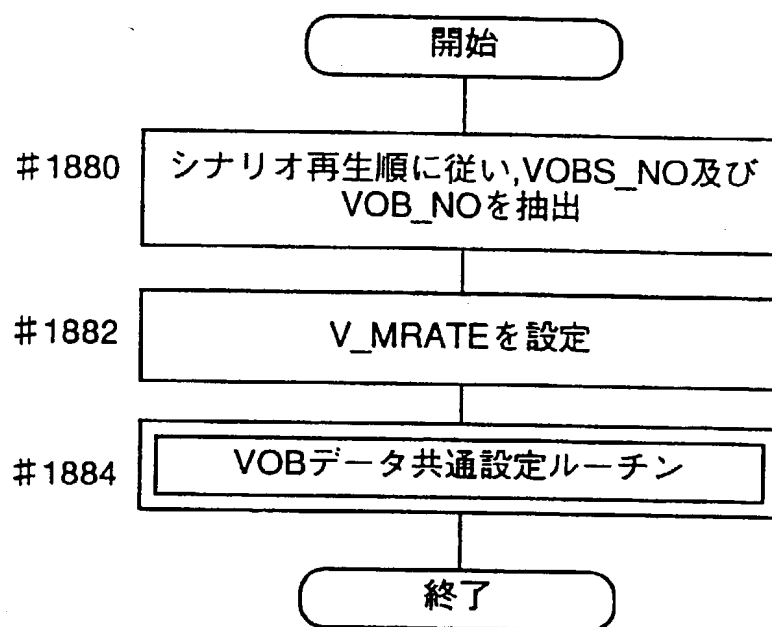 開始
#1880
シナリオ再生順に従い,VOBS_NO及び
VOB_NOを抽出
#1882
V_MRATEを設定
#1884
VOBデータ共通設定ルーチン
終了